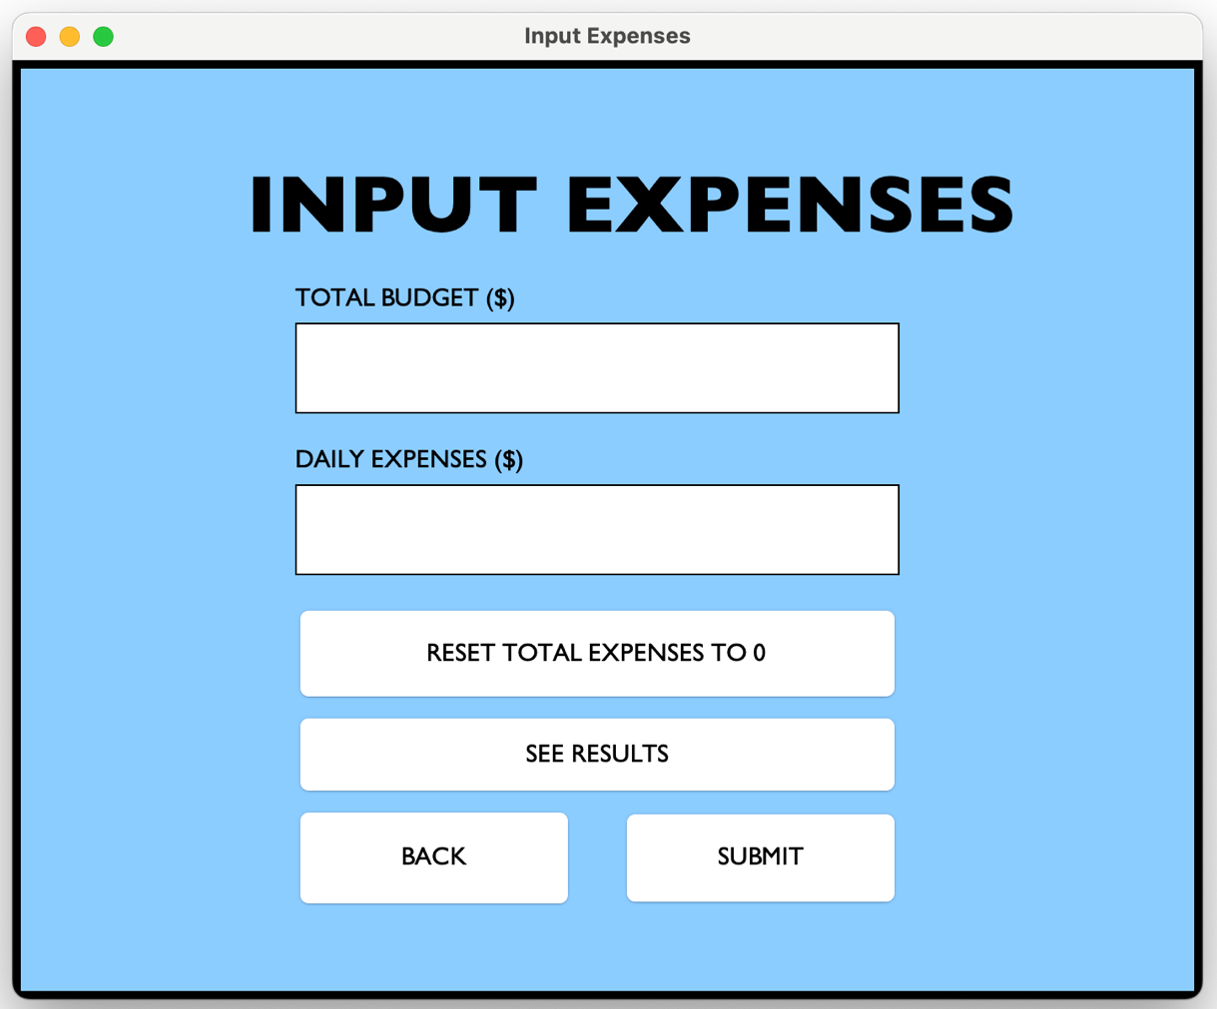 Input Expenses
INPUT EXPENSES
TOTAL BUDGET ($)
DAILY EXPENSES ($)
RESET TOTAL EXPENSES TO 0
SEE RESULTS
BACK
SUBMIT